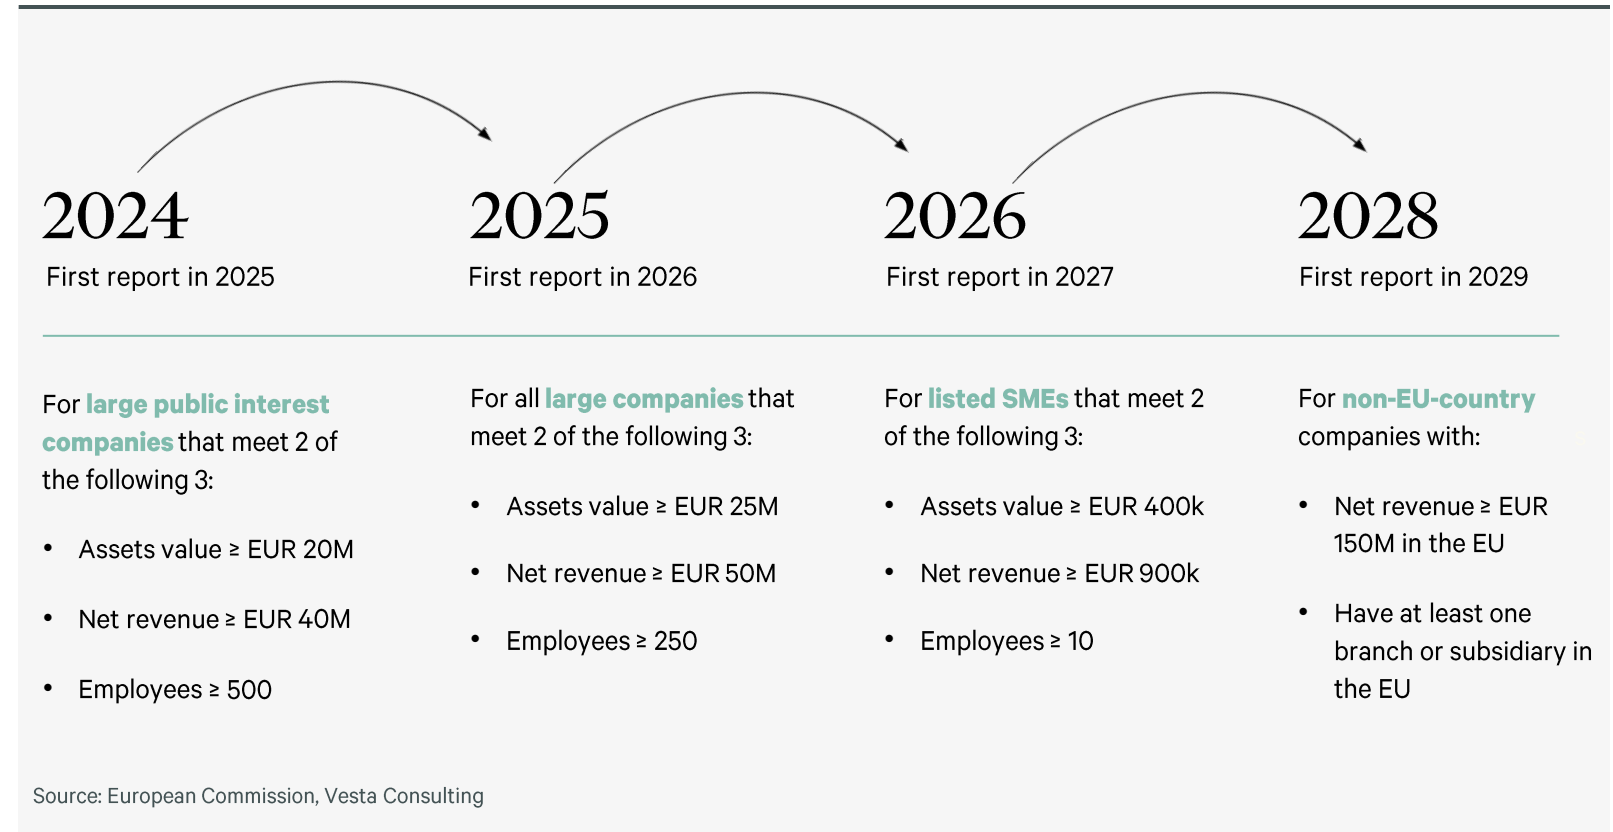 2024
First report in 2025
2025
First report in 2026
2026
First report in 2027
2028
First report in 2029
For large public interest
companies that meet 2 of
the following 3:
• Assets value ≥ EUR 20M
• Net revenue ≥ EUR 40M
• Employees ≥ 500
For all large companies that
meet 2 of the following 3:
• Assets value ≥ EUR 25M
• Net revenue ≥ EUR 50M
• Employees ≥ 250
For listed SMEs that meet 2
of the following 3:
• Assets value ≥ EUR 400k
• Net revenue ≥ EUR 900k
• Employees ≥ 10
For non-EU-country
companies with:
• Net revenue ≥ EUR
150M in the EU
• Have at least one
branch or subsidiary in
the EU
Source: European Commission, Vesta Consulting